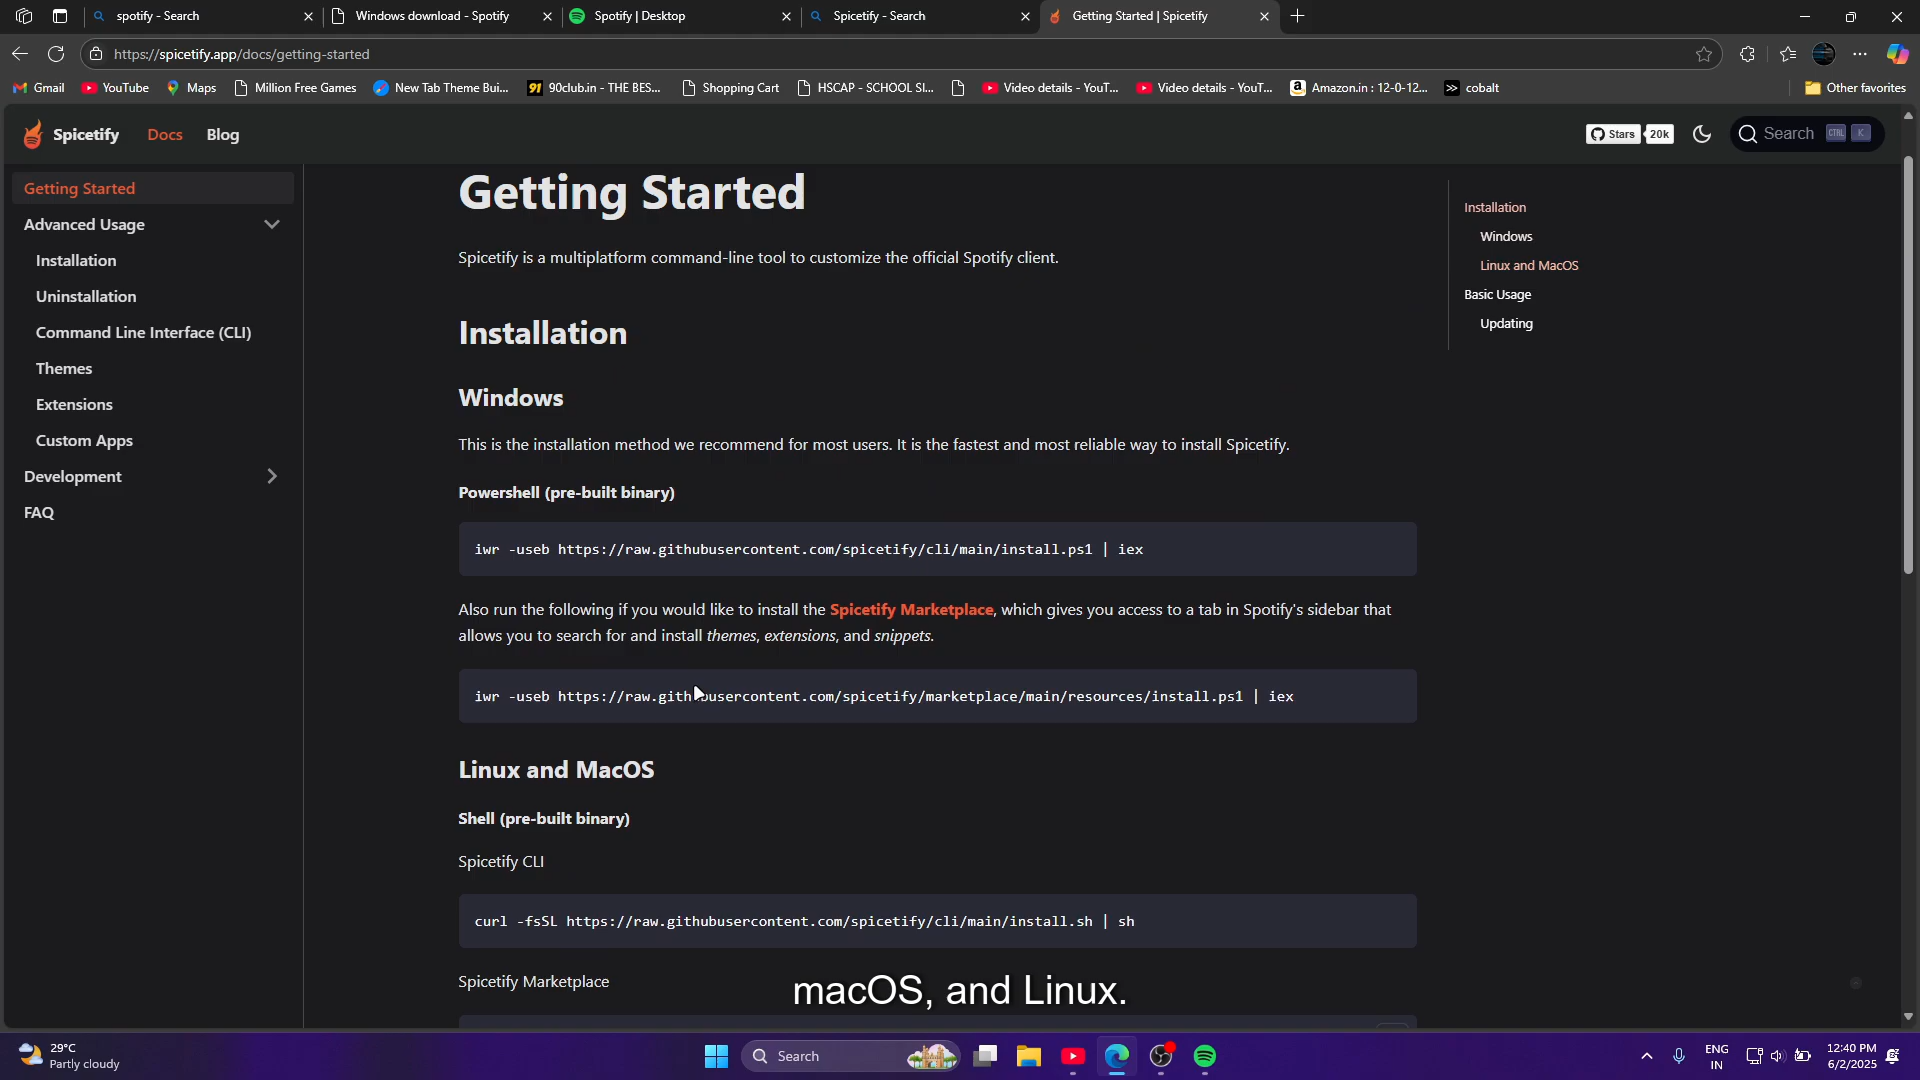 spotify - Search
Windows download - Spotify
Spotify | Desktop
Spicetify - Search
Getting Started | Spicetify
https://spicetify.app/docs/getting-started
Gmail
YouTube
Maps
Million Free Games
New Tab Theme Bui...
91
90club.in - THE BES...
Shopping Cart
HSCAP - SCHOOL SI...
Video details - YouT...
Video details - YouT...
Amazon.in : 12-0-12...
cobalt
Other favorites
Spicetify
Docs
Blog
Stars
20k
Search
CTRL
K
Getting Started
Advanced Usage
Installation
Uninstallation
Command Line Interface (CLI)
Themes
Extensions
Custom Apps
Development
FAQ
Getting Started
Spicetify is a multiplatform command-line tool to customize the official Spotify client.
Installation
Windows
This is the installation method we recommend for most users. It is the fastest and most reliable way to install Spicetify.
Powershell (pre-built binary)
iwr -useb https://raw.githubusercontent.com/spicetify/cli/main/install.ps1 | iex
Also run the following if you would like to install the Spicetify Marketplace, which gives you access to a tab in Spotify's sidebar that
allows you to search for and install themes, extensions, and snippets.
iwr -useb https://raw.githubusercontent.com/spicetify/marketplace/main/resources/install.ps1 | iex
Linux and MacOS
Shell (pre-built binary)
Spicetify CLI
curl -fsSL https://raw.githubusercontent.com/spicetify/cli/main/install.sh | sh
Spicetify Marketplace
Installation
Windows
Linux and MacOS
Basic Usage
Updating
macOS, and Linux.
29°C
Partly cloudy
Search
ENG
IN
12:40 PM
6/2/2025